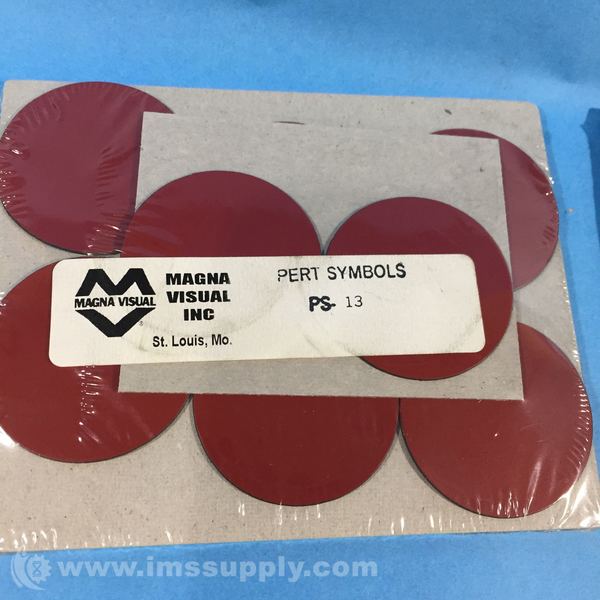 MAGNA VISUAL
®
MAGNA
VISUAL
INC
St. Louis, Mo.
PERT SYMBOLS
PS- 13
www.imssupply.com